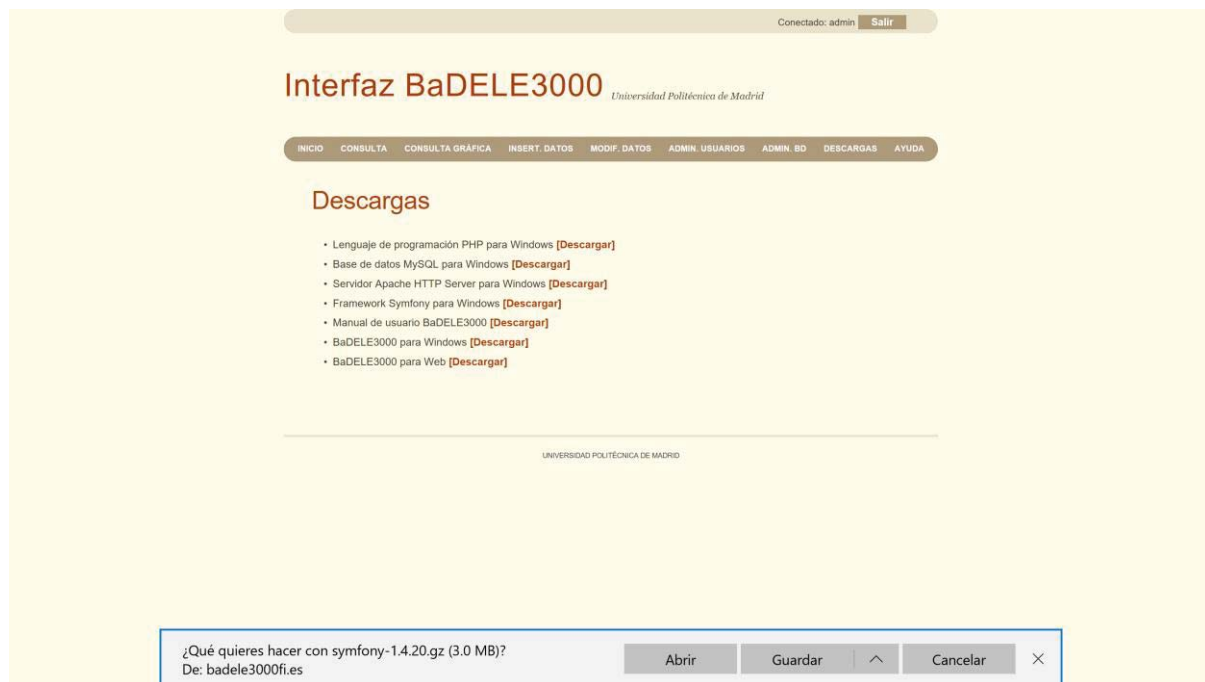 Conectado: admin Salir
Interfaz BaDELE3000 Universidad Politécnica de Madrid
INICIO CONSULTA CONSULTA GRÁFICA INSERT. DATOS MODIF. DATOS ADMIN. USUARIOS ADMIN. BD DESCARGAS AYUDA
Descargas
• Lenguaje de programación PHP para Windows [Descargar]
• Base de datos MySQL para Windows [Descargar]
• Servidor Apache HTTP Server para Windows [Descargar]
• Framework Symfony para Windows [Descargar]
• Manual de usuario BaDELE3000 [Descargar]
• BaDELE3000 para Windows [Descargar]
• BaDELE3000 para Web [Descargar]
UNIVERSIDAD POLITÉCNICA DE MADRID
¿Qué quieres hacer con symfony-1.4.20.gz (3.0 MB)?
De: badele3000fi.es
Abrir Guardar Cancelar